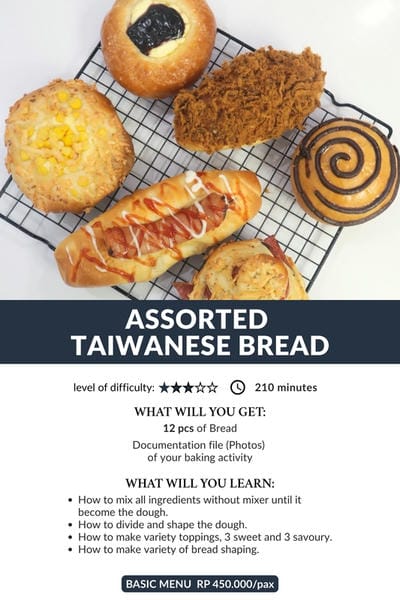 ASSORTED
TAIWANESE BREAD
level of difficulty: ★★★☆☆ 210 minutes
WHAT WILL YOU GET:
12 pcs of Bread
Documentation file (Photos)
of your baking activity
WHAT WILL YOU LEARN:
• How to mix all ingredients without mixer until it
become the dough.
• How to divide and shape the dough.
• How to make variety toppings, 3 sweet and 3 savoury.
• How to make variety of bread shaping.
BASIC MENU RP 450.000/pax